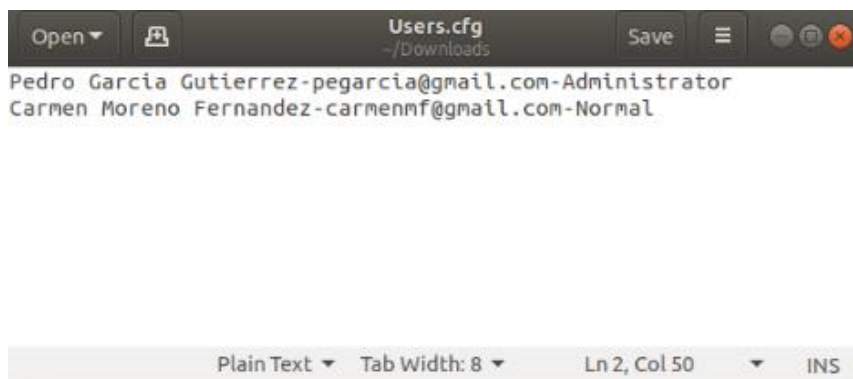 Open
Users.cfg
~/Downloads
Save
Pedro Garcia Gutierrez-pegarcia@gmail.com-Administrator
Carmen Moreno Fernandez-carmenmf@gmail.com-Normal
Plain Text Tab Width: 8 Ln 2, Col 50 INS